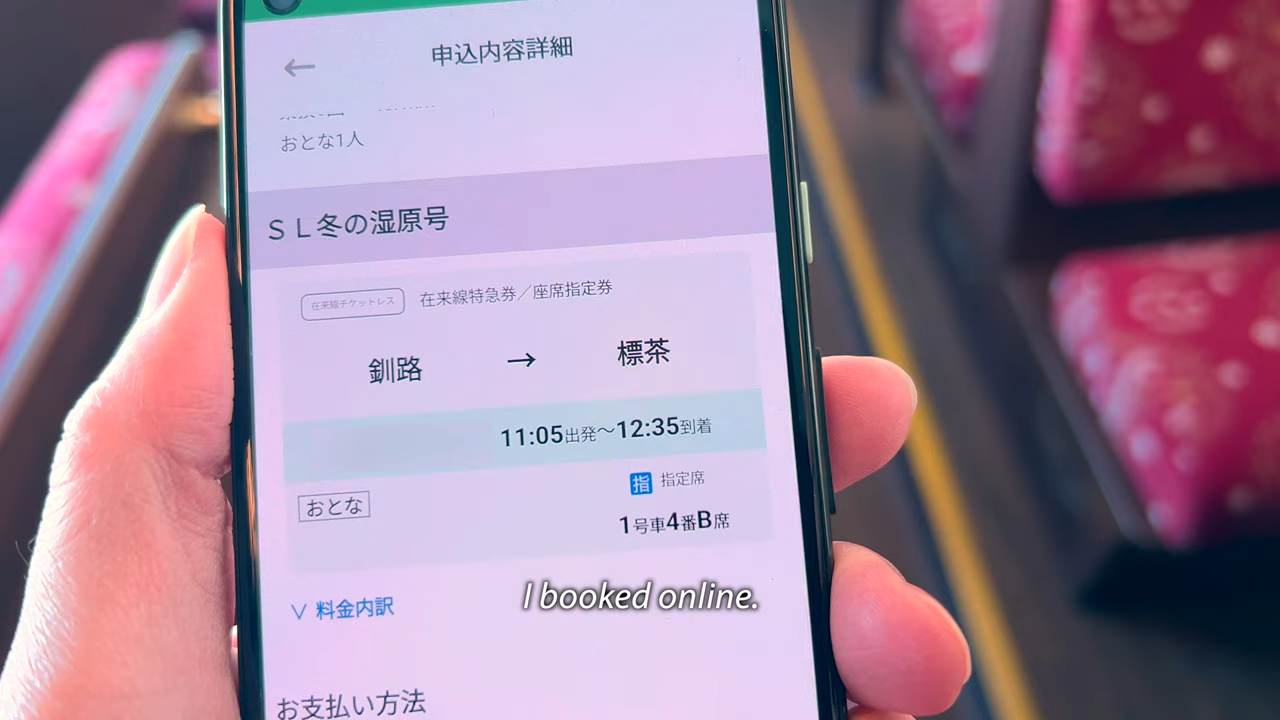 申込内容詳細
おとな1人
ＳＬ冬の湿原号
在来線チケットレス 在来線特急券／座席指定券
釧路 → 標茶
11:05出発～12:35到着
指 指定席
おとな
1号車4番B席
I booked online.
∨ 料金内訳
お支払い方法